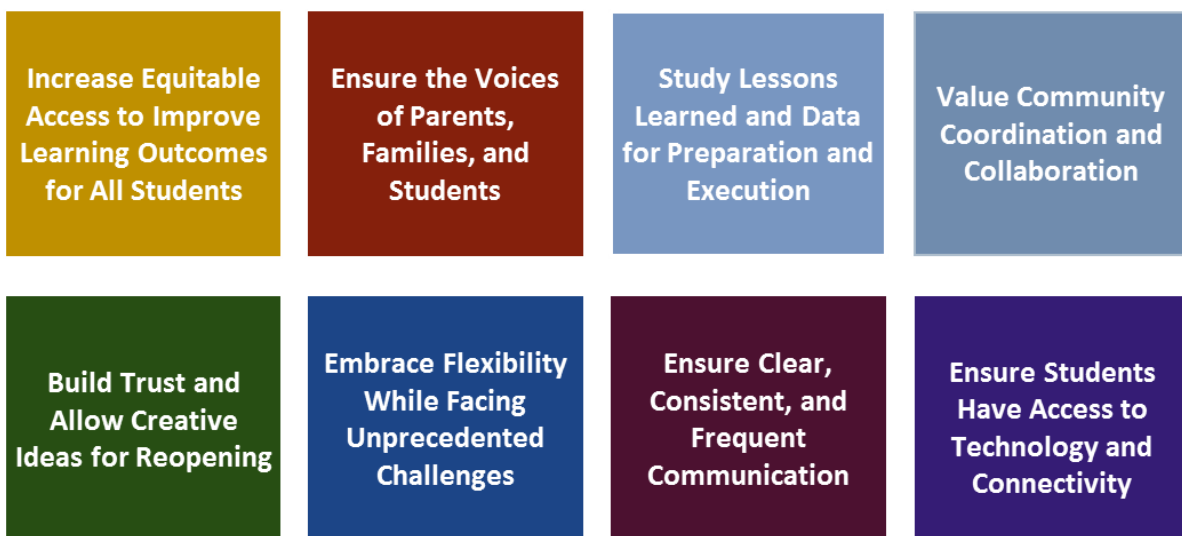 Increase Equitable
Access to Improve
Learning Outcomes
for All Students
Ensure the Voices
of Parents,
Families, and
Students
Study Lessons
Learned and Data
for Preparation and
Execution
Value Community
Coordination and
Collaboration
Build Trust and
Allow Creative
Ideas for Reopening
Embrace Flexibility
While Facing
Unprecedented
Challenges
Ensure Clear,
Consistent, and
Frequent
Communication
Ensure Students
Have Access to
Technology and
Connectivity